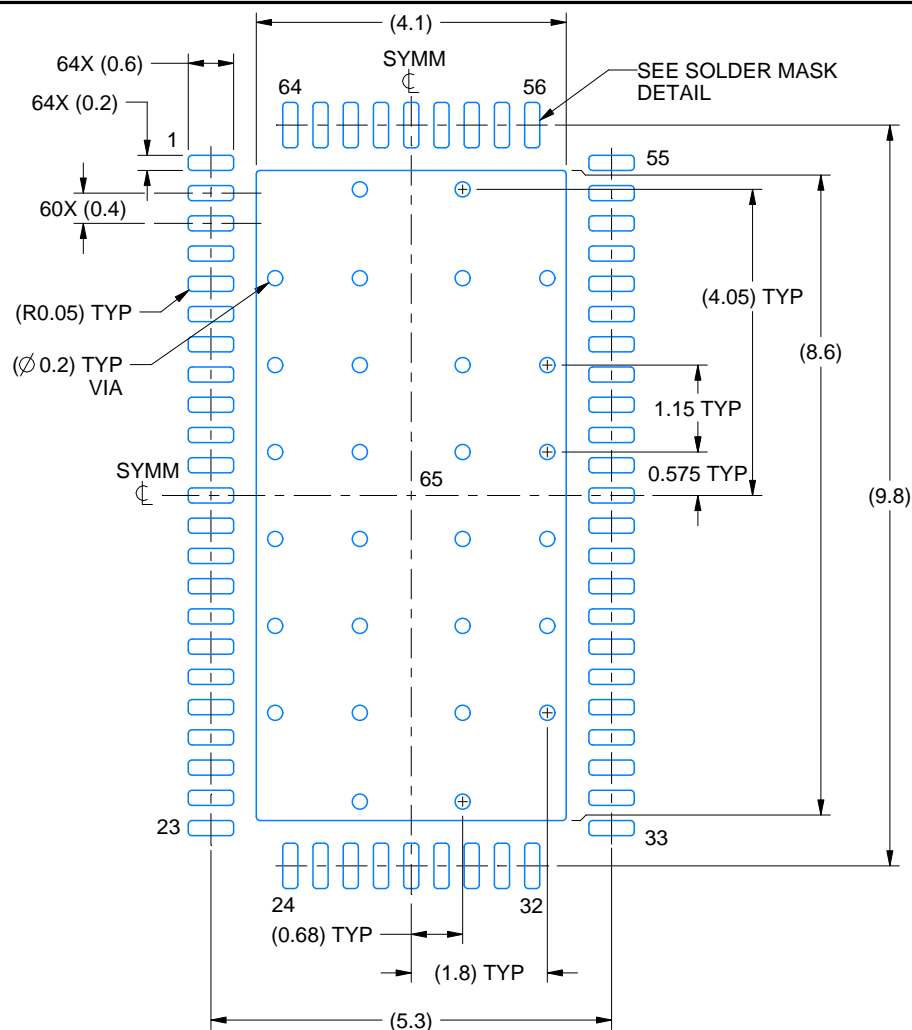 (4.1)
64X (0.6)
SYMM
℄
64
56
SEE SOLDER MASK
DETAIL
64X (0.2)
1
55
60X (0.4)
(R0.05) TYP
(4.05) TYP
(8.6)
(∅ 0.2) TYP
VIA
1.15 TYP
SYMM
℄
65
0.575 TYP
(9.8)
23
33
24
32
(0.68) TYP
(1.8) TYP
(5.3)